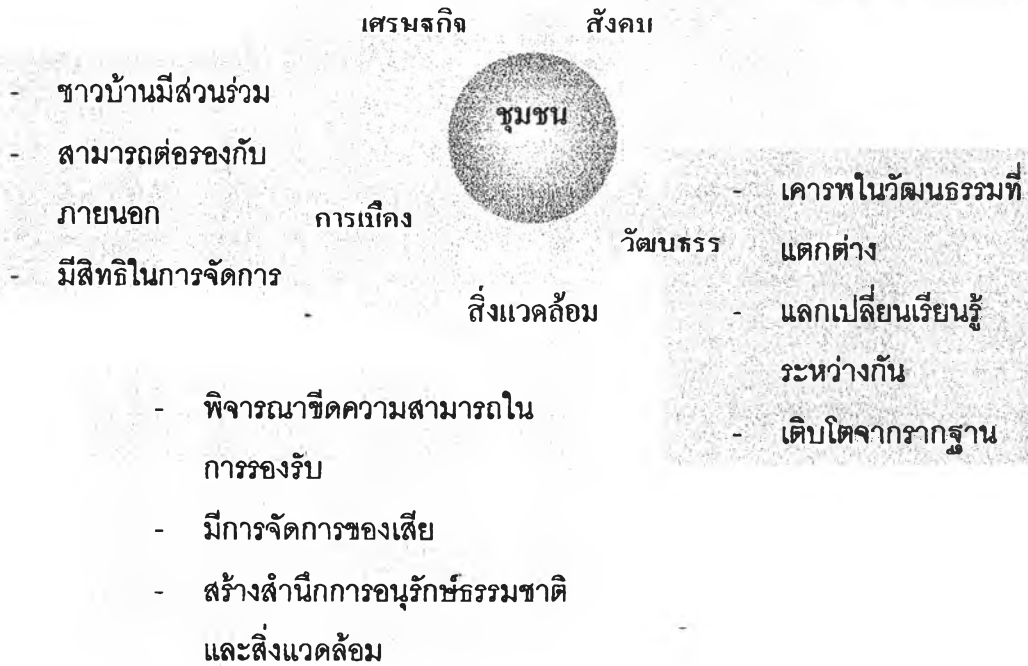 เศรษฐกิจ สังคม
ชุมชน
- ชาวบ้านมีส่วนร่วม
- สามารถต่อรองกับ
ภายนอก
- มีสิทธิในการจัดการ
การเมือง
วัฒนธรร
สิ่งแวดล้อม
- เคารพในวัฒนธรรมที่
แตกต่าง
- แลกเปลี่ยนเรียนรู้
ระหว่างกัน
- เติบโตจากรากฐาน
- พิจารณาขีดความสามารถใน
การรองรับ
- มีการจัดการของเสีย
- สร้างสำนึกการอนุรักษ์ธรรมชาติ
และสิ่งแวดล้อม